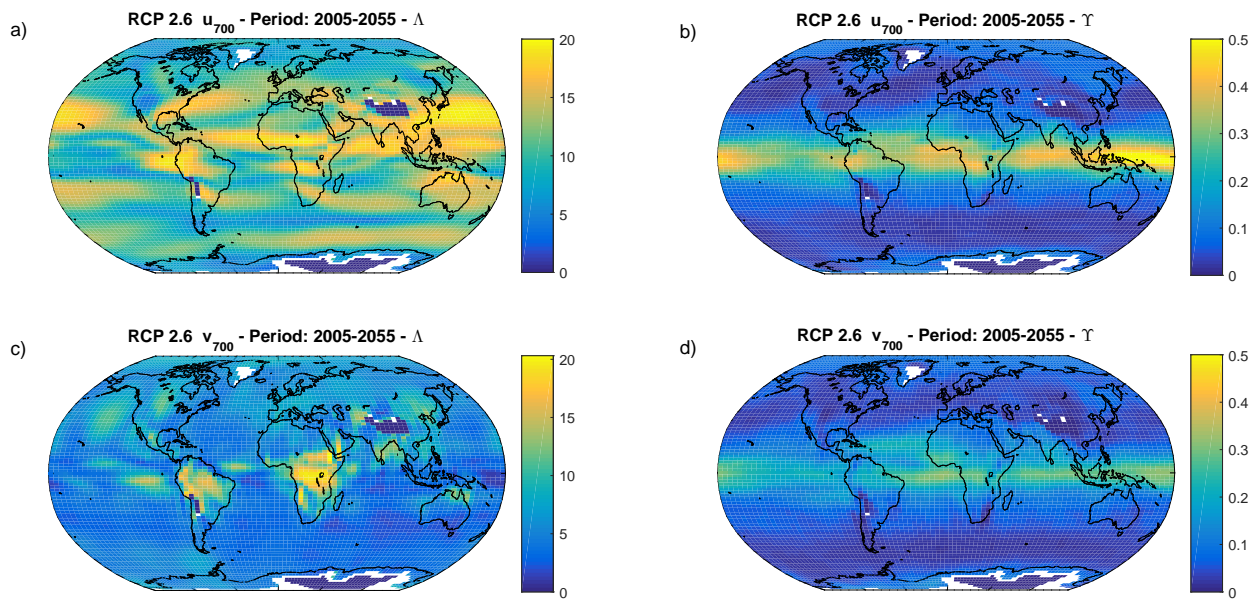 a)
RCP 2.6 u700 - Period: 2005-2055 - Λ
20
15
10
5
0
b)
RCP 2.6 u700 - Period: 2005-2055 - ϒ
0.5
0.4
0.3
0.2
0.1
0
c)
RCP 2.6 v700 - Period: 2005-2055 - Λ
20
15
10
5
0
d)
RCP 2.6 v700 - Period: 2005-2055 - ϒ
0.5
0.4
0.3
0.2
0.1
0